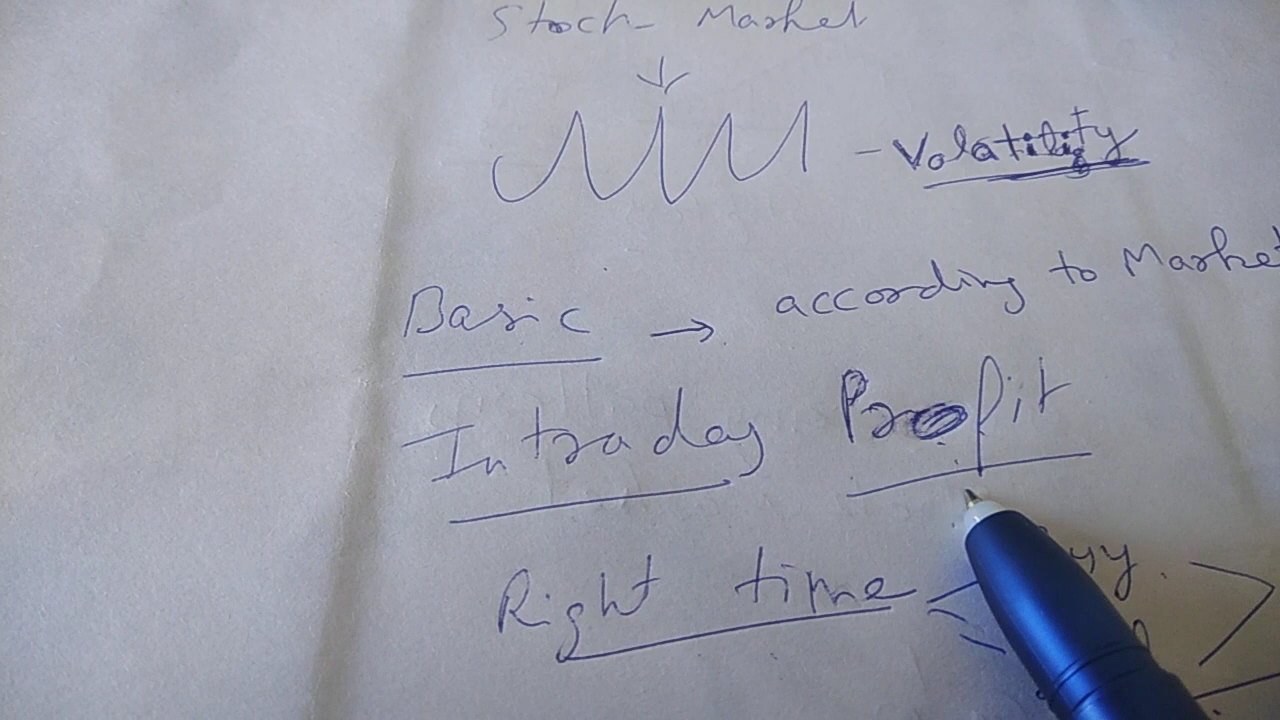 Stock Market
- Volatility
Basic → according to Market
Intraday Profit
Right time